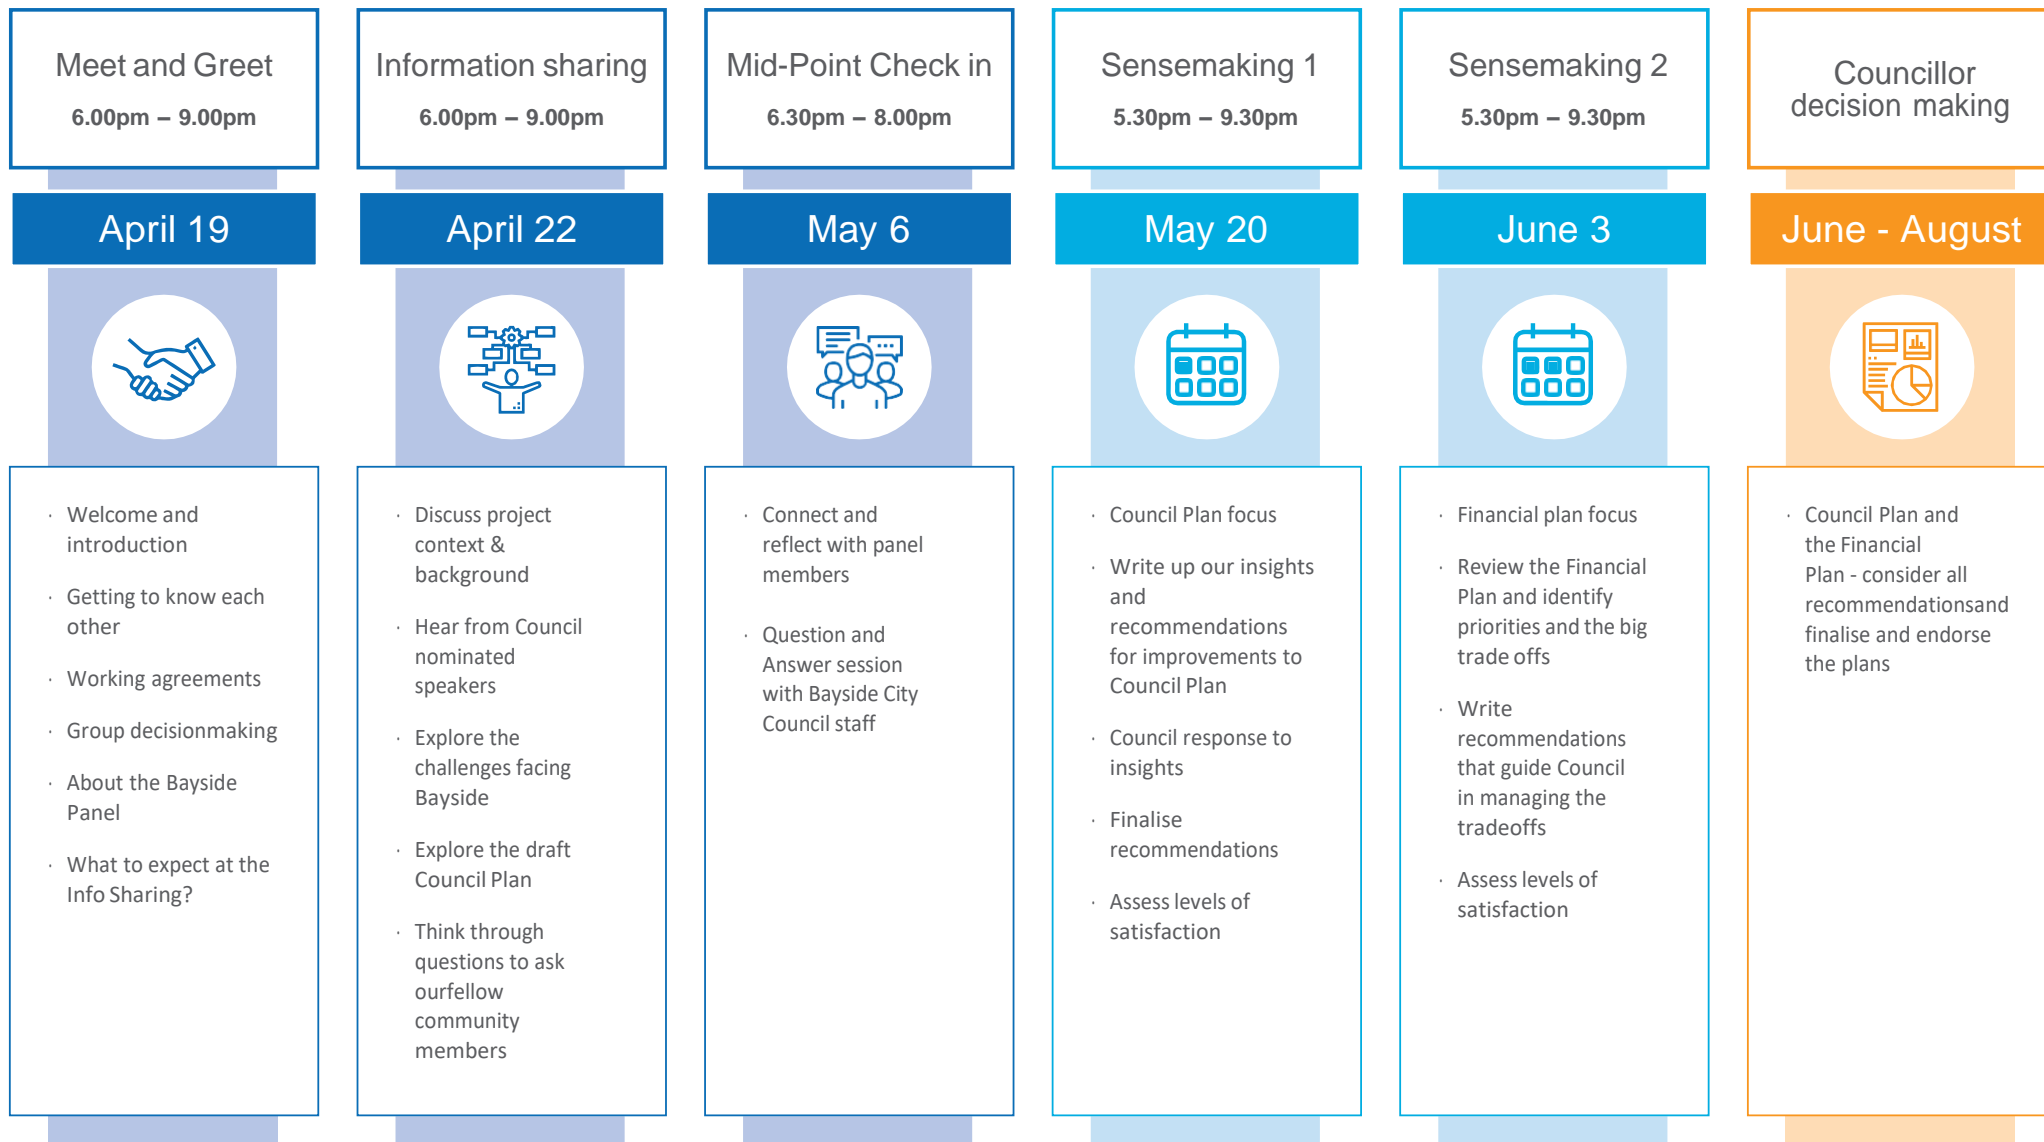 Meet and Greet
6.00pm – 9.00pm
April 19
· Welcome and
introduction
· Getting to know each
other
· Working agreements
· Group decisionmaking
· About the Bayside
Panel
· What to expect at the
Info Sharing?
Information sharing
6.00pm – 9.00pm
April 22
· Discuss project
context &
background
· Hear from Council
nominated
speakers
· Explore the
challenges facing
Bayside
· Explore the draft
Council Plan
· Think through
questions to ask
ourfellow
community
members
Mid-Point Check in
6.30pm – 8.00pm
May 6
· Connect and
reflect with panel
members
· Question and
Answer session
with Bayside City
Council staff
Sensemaking 1
5.30pm – 9.30pm
May 20
· Council Plan focus
· Write up our insights
and
recommendations
for improvements to
Council Plan
· Council response to
insights
· Finalise
recommendations
· Assess levels of
satisfaction
Sensemaking 2
5.30pm – 9.30pm
June 3
· Financial plan focus
· Review the Financial
Plan and identify
priorities and the big
trade offs
· Write
recommendations
that guide Council
in managing the
tradeoffs
· Assess levels of
satisfaction
Councillor
decision making
June - August
· Council Plan and
the Financial
Plan - consider all
recommendationsand
finalise and endorse
the plans